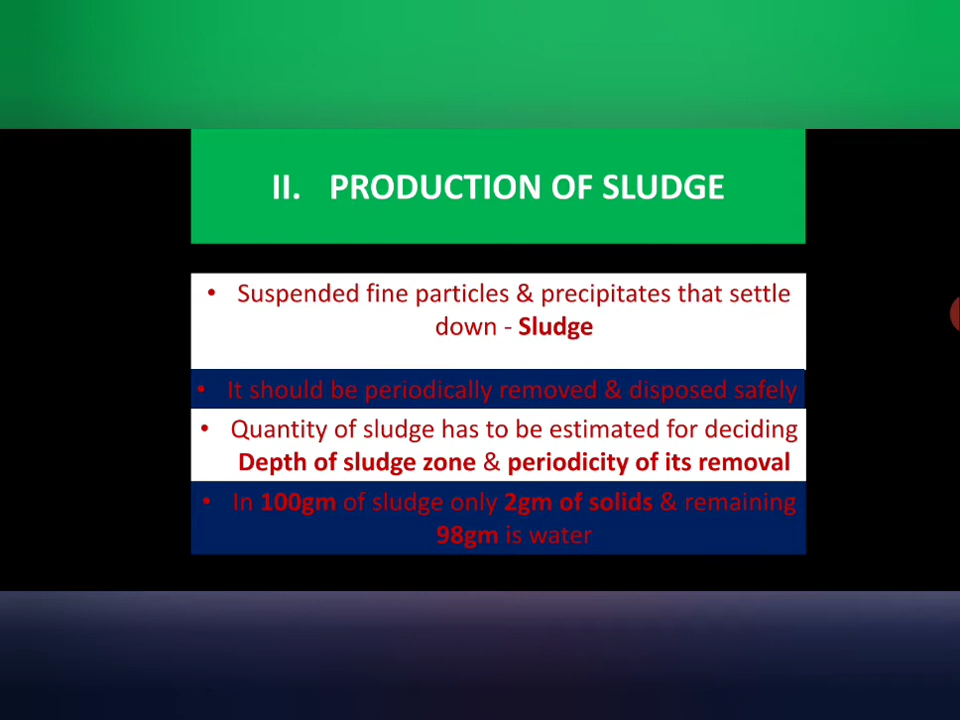 II. PRODUCTION OF SLUDGE
• Suspended fine particles & precipitates that settle
down - Sludge
• It should be periodically removed & disposed safely
• Quantity of sludge has to be estimated for deciding
Depth of sludge zone & periodicity of its removal
• In 100gm of sludge only 2gm of solids & remaining
98gm is water